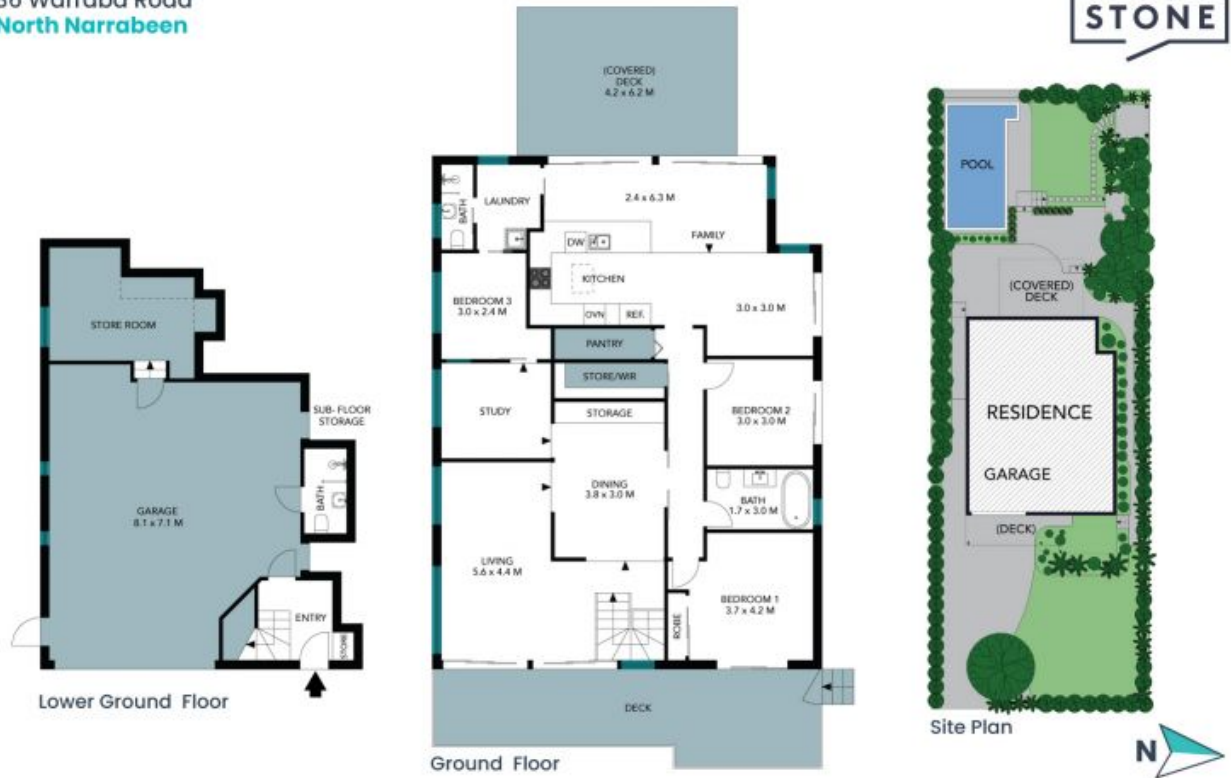 36 Warraba Road
North Narrabeen
STONE
(COVERED)
DECK
4.2 x 6.2 M
BATH
LAUNDRY
2.4 x 6.3 M
DW
FAMILY
KITCHEN
BEDROOM 3
3.0 x 2.4 M
OVN
REF.
3.0 x 3.0 M
PANTRY
STORE/WIR
STUDY
STORAGE
BEDROOM 2
3.0 x 3.0 M
DINING
3.8 x 3.0 M
BATH
1.7 x 3.0 M
LIVING
5.6 x 4.4 M
BEDROOM 1
3.7 x 4.2 M
ROBE
DECK
Ground Floor
STORE ROOM
SUB- FLOOR
STORAGE
GARAGE
8.1 x 7.1 M
BATH
ENTRY
STORE
Lower Ground Floor
POOL
(COVERED)
DECK
RESIDENCE
GARAGE
(DECK)
Site Plan
N